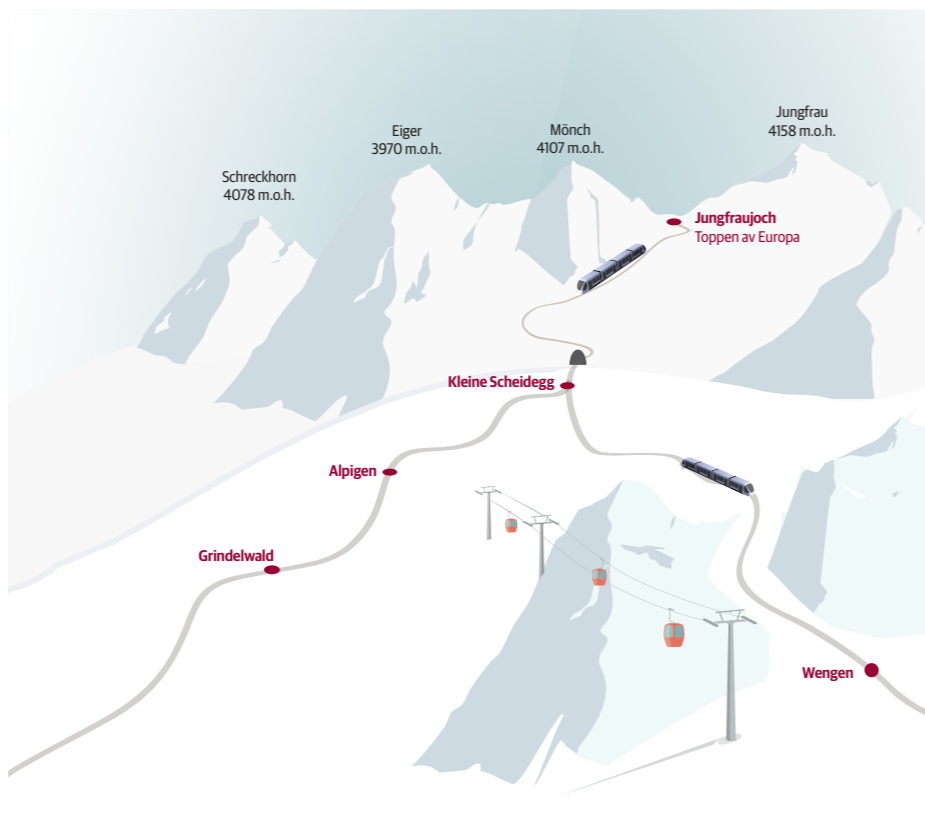 Jungfrau
4158 m.o.h.
Eiger
3970 m.o.h.
Mönch
4107 m.o.h.
Schreckhorn
4078 m.o.h.
Jungfraujoch
Toppen av Europa
Kleine Scheidegg
Alpigen
Grindelwald
Wengen